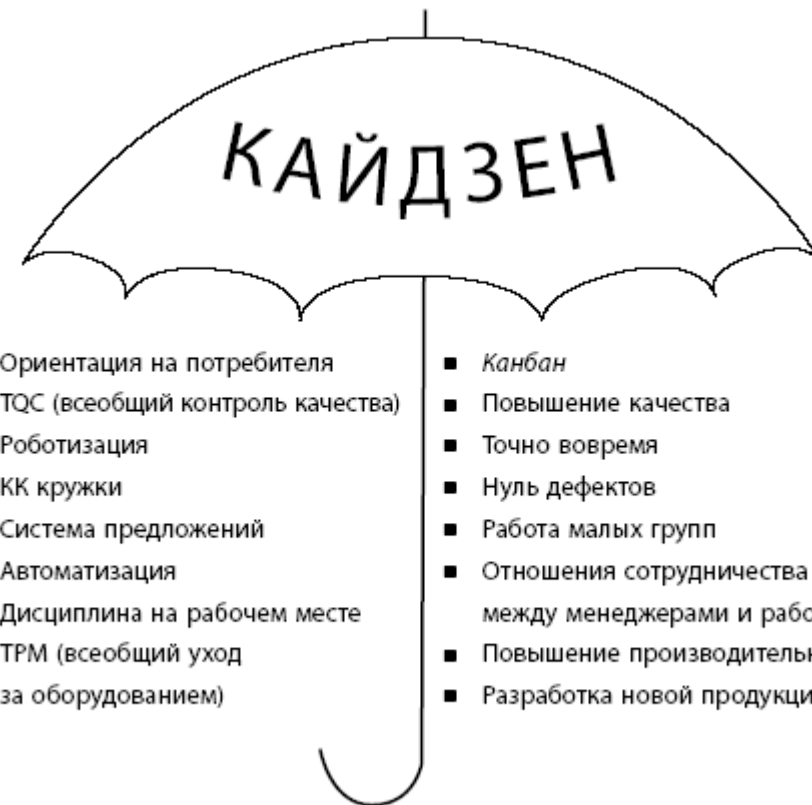 КАЙДЗЕН
Ориентация на потребителя
TQC (всеобщий контроль качества)
Роботизация
КК кружки
Система предложений
Автоматизация
Дисциплина на рабочем месте
TPM (всеобщий уход
за оборудованием)
■ Канбан
■ Повышение качества
■ Точно вовремя
■ Нуль дефектов
■ Работа малых групп
■ Отношения сотрудничества
между менеджерами и
■ Повышение
■ Разработка новой